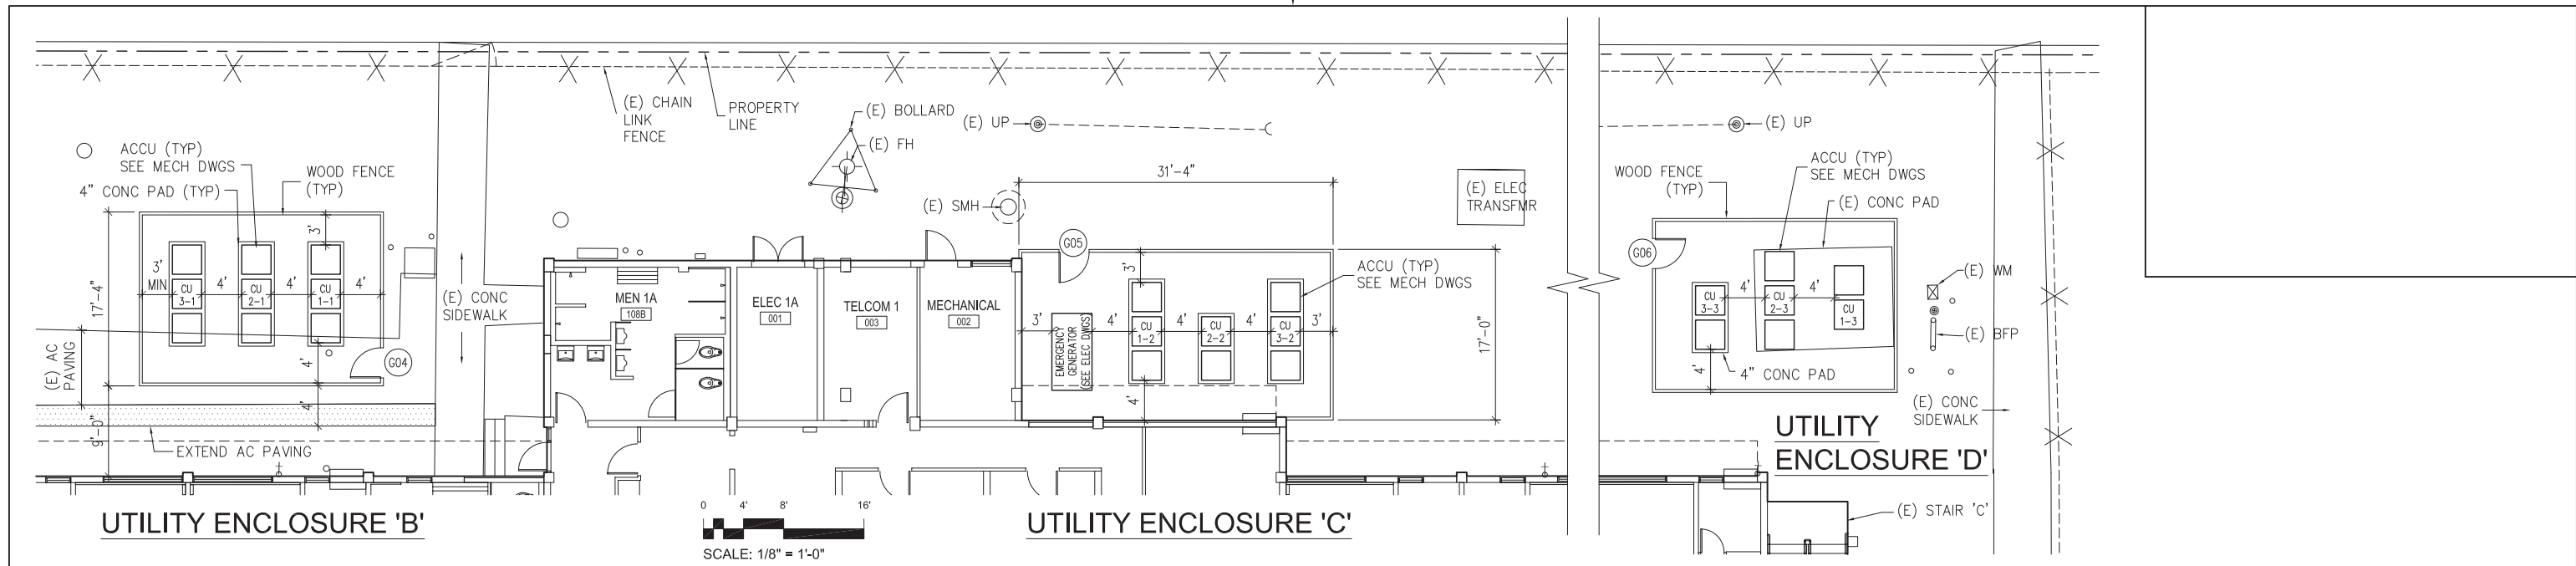 ACCU (TYP)
SEE MECH DWGS
4" CONC PAD (TYP)
WOOD FENCE
(TYP)
3'
3'
MIN
CU
3-1
4'
CU
2-1
4'
CU
1-1
4'
17'-4"
(E) AC
PAVING
4'
G04
4'
9'-0"
EXTEND AC PAVING
UTILITY ENCLOSURE 'B'
(E) CONC
SIDEWALK
(E) CHAIN
LINK
FENCE
PROPERTY
LINE
(E) BOLLARD
(E) FH
(E) UP
(E) SMH
MEN 1A
108B
ELEC 1A
001
TELCOM 1
003
MECHANICAL
002
0 4' 8' 16'
SCALE: 1/8" = 1'-0"
31'-4"
G05
3'
3'
EMERGENCY
GENERATOR
(SEE ELEC DWGS)
4'
CU
1-2
4'
CU
2-2
4'
CU
3-2
3'
4'
17'-0"
ACCU (TYP)
SEE MECH DWGS
UTILITY ENCLOSURE 'C'
(E) ELEC
TRANSFMR
(E) UP
WOOD FENCE
(TYP)
ACCU (TYP)
SEE MECH DWGS
(E) CONC PAD
G06
CU
3-3
4'
CU
2-3
4'
CU
1-3
4'
4" CONC PAD
(E) WM
(E) BFP
(E) CONC
SIDEWALK
UTILITY
ENCLOSURE 'D'
(E) STAIR 'C'